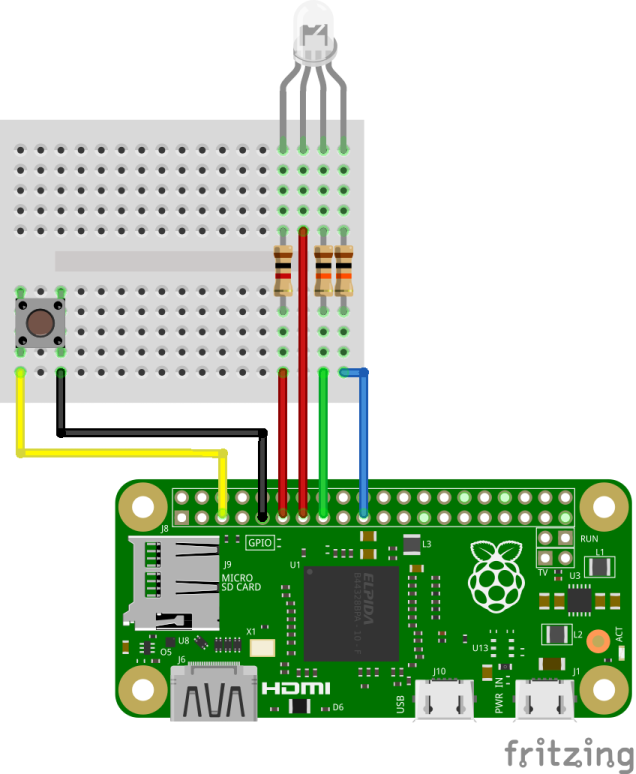 J8
GPIO
RUN
J9
MICRO
SD CARD
U1
ELPIDA
L3
L1
TV
U3
ACT
L2
X1
U8
O5
J6
U13
HDMI
D6
J10
USB
PWR IN
J1
fritzing